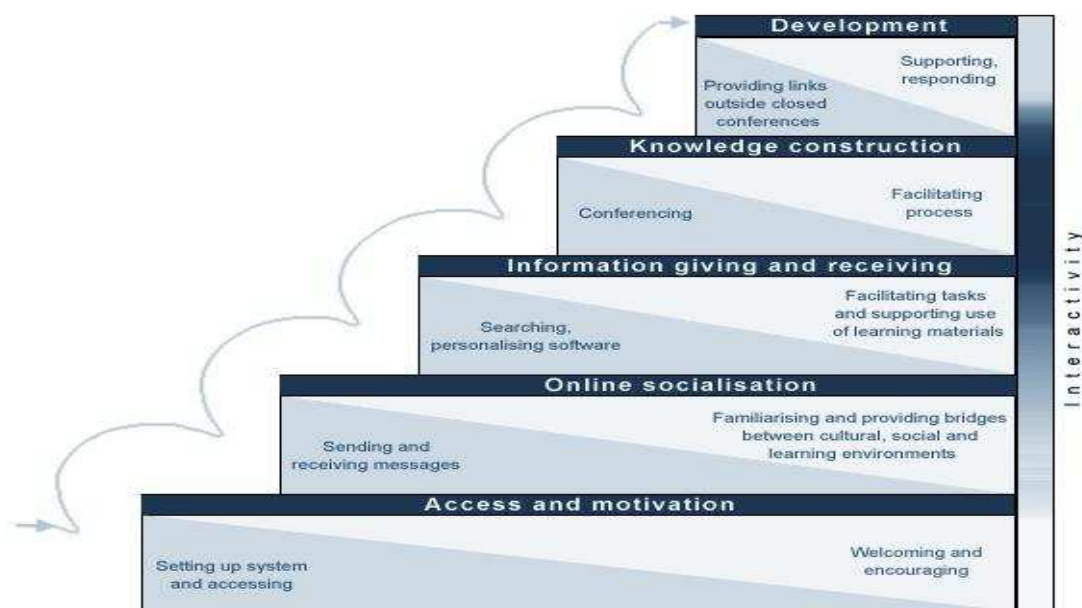 Development
Supporting,
responding
Providing links
outside closed
conferences
Knowledge construction
Facilitating
process
Conferencing
Information giving and receiving
Facilitating tasks
and supporting use
of learning materials
Searching,
personalising software
Online socialisation
Familiarising and providing bridges
between cultural, social and
learning environments
Sending and
receiving messages
Access and motivation
Welcoming and
encouraging
Setting up system
and accessing
Interactivity